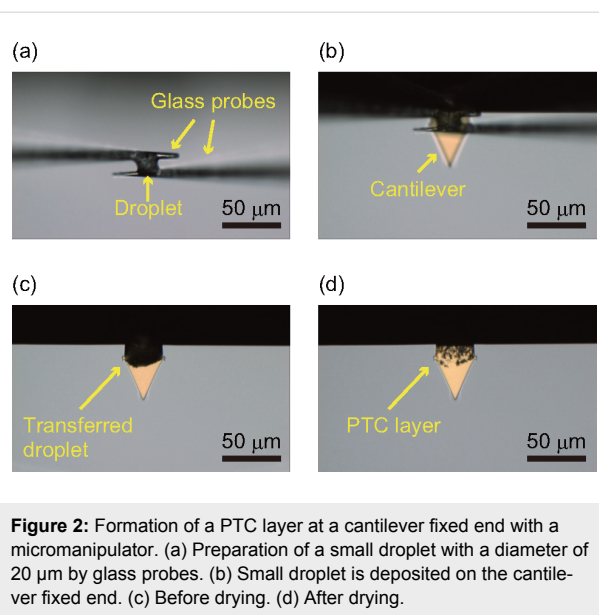 (a)
(b)
Glass probes
Droplet
50 μm
Cantilever
50 μm
(c)
(d)
Transferred
droplet
50 μm
PTC layer
50 μm
Figure 2: Formation of a PTC layer at a cantilever fixed end with a
micromanipulator. (a) Preparation of a small droplet with a diameter of
20 µm by glass probes. (b) Small droplet is deposited on the cantile-
ver fixed end. (c) Before drying. (d) After drying.